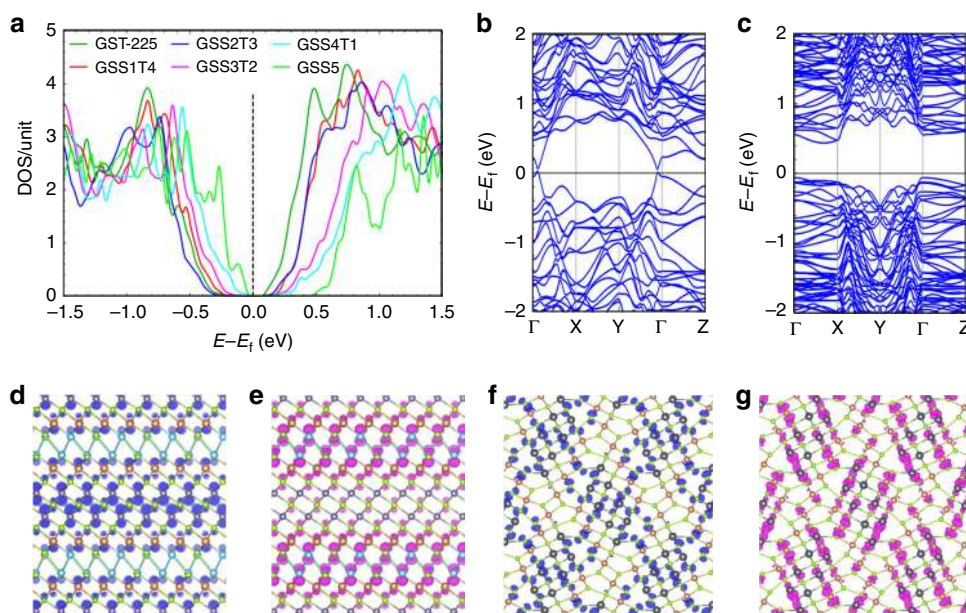 a
5
4
3
2
1
0
DOS/unit
GST-225 GSS2T3 GSS4T1
GSS1T4 GSS3T2 GSS5
−1.5 −1.0 −0.5 0.0 0.5 1.0 1.5
E–Ef (eV)
b
2
1
0
−1
−2
E–Ef (eV)
Γ X Y Γ Z
c
2
1
0
−1
−2
E–Ef (eV)
Γ X Y Γ Z
d e f g